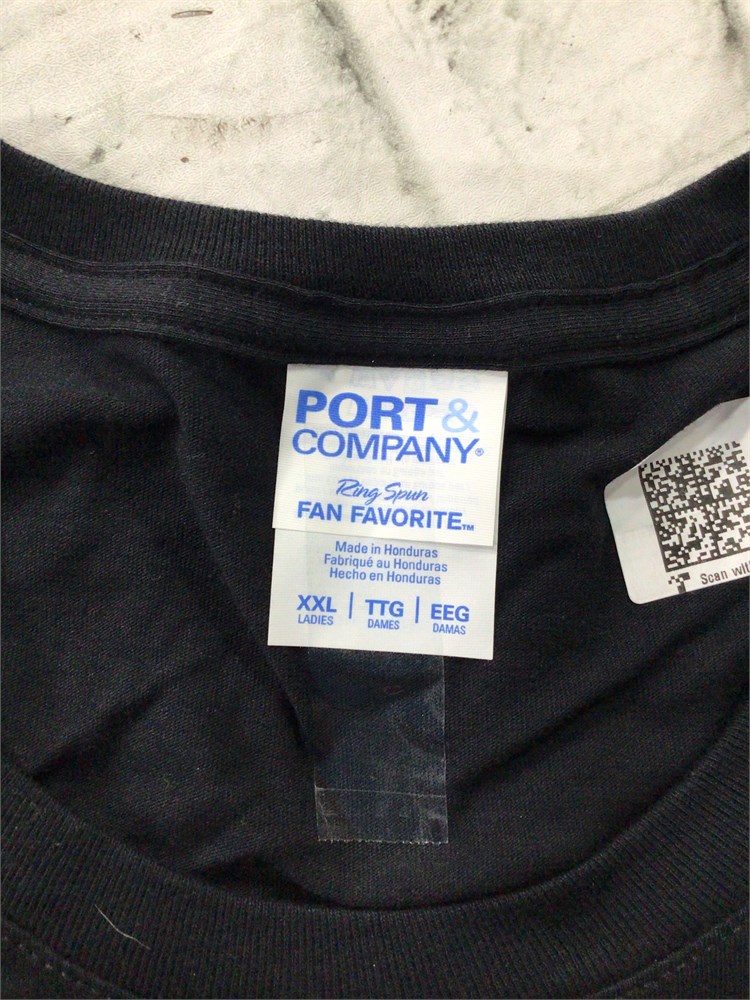 PORT &
COMPANY®
Ring Spun
FAN FAVORITE™
Made in Honduras
Fabriqué au Honduras
Hecho en Honduras
XXL | TTG | EEG
LADIES DAMES DAMAS
Scan